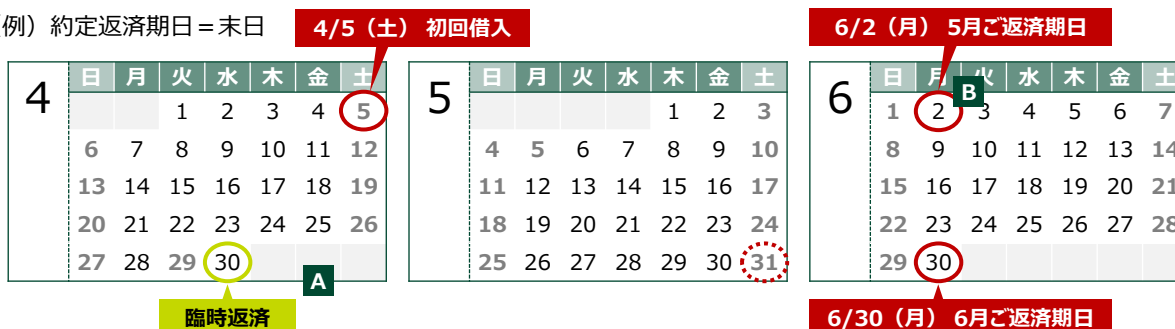 例）約定返済期日＝末日
4/5（土） 初回借入
6/2（月） 5月ご返済期日
4
日 月 火 水 木 金 土
1 2 3 4 5
6 7 8 9 10 11 12
13 14 15 16 17 18 19
20 21 22 23 24 25 26
27 28 29 30
A
臨時返済
5
日 月 火 水 木 金 土
1 2 3
4 5 6 7 8 9 10
11 12 13 14 15 16 17
18 19 20 21 22 23 24
25 26 27 28 29 30 31
6
日 月 火 水 木 金 土
B
1 2 3 4 5 6 7
8 9 10 11 12 13 14
15 16 17 18 19 20 21
22 23 24 25 26 27 28
29 30
6/30（月） 6月ご返済期日